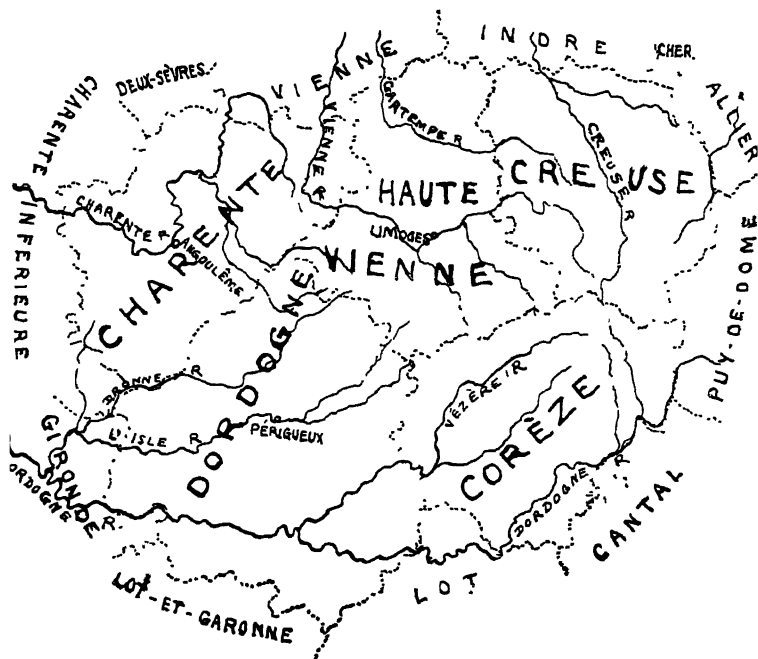 INDRE
CHER.
VIENNE
DEUX-SÈVRES.
ALLIER
CHARENTE INFERIEURE
VIENNE R
GARTEMPE R
CREUSE R
CREUSE
HAUTE VIENNE
CHARENTE R
ANGOULÊME
LIMOGES
CHARENTE
PUY-DE-DOME
DORDOGNE
DRONNE R
VÉZÈRE R
L'ISLE R
PÉRIGUEUX
CORÈZE
GIRONDE
DORDOGNE R.
DORDOGNE R
CANTAL
LOT
LOT-ET-GARONNE